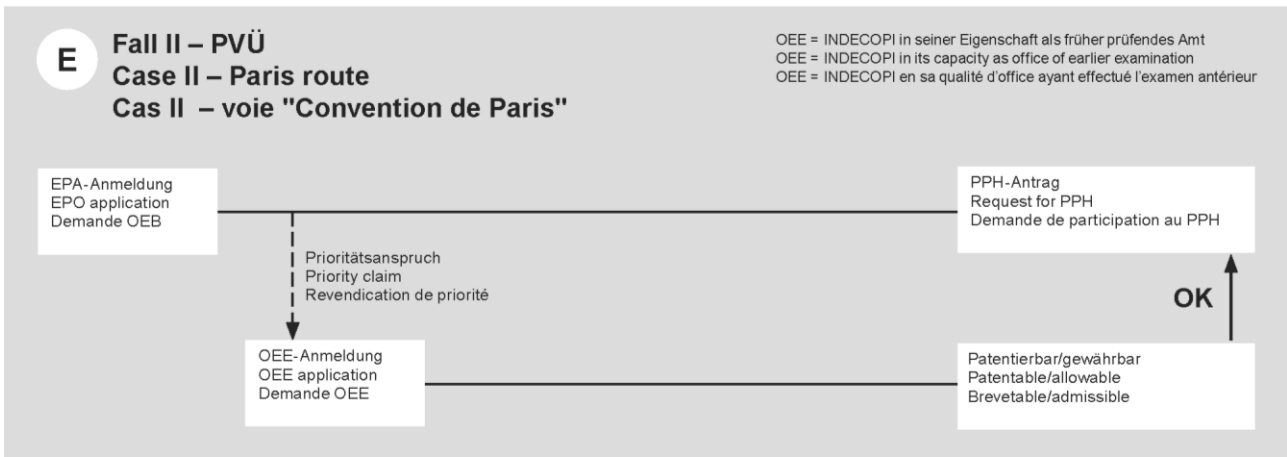 E
Fall II – PVÜ
Case II – Paris route
Cas II – voie "Convention de Paris"
OEE = INDECOPI in seiner Eigenschaft als früher prüfendes Amt
OEE = INDECOPI in its capacity as office of earlier examination
OEE = INDECOPI en sa qualité d'office ayant effectué l'examen antérieur
EPA-Anmeldung
EPO application
Demande OEB
PPH-Antrag
Request for PPH
Demande de participation au PPH
Prioritätsanspruch
Priority claim
Revendication de priorité
OK
OEE-Anmeldung
OEE application
Demande OEE
Patentierbar/gewährbar
Patentable/allowable
Brevetable/admissible